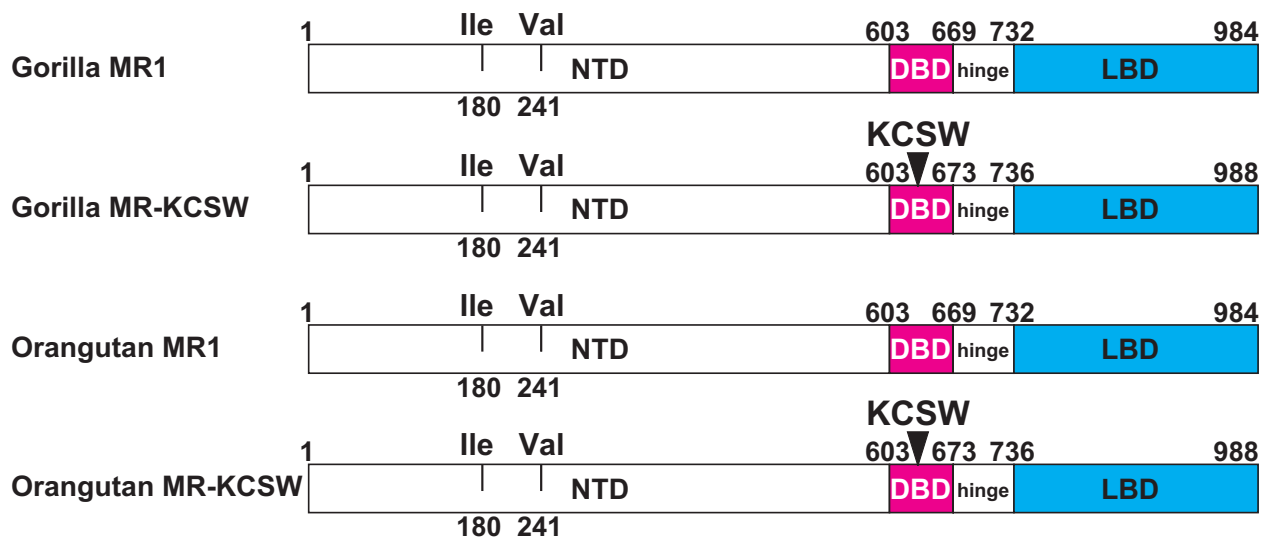 Ile Val
1 603 669 732 984
Gorilla MR1 NTD DBD hinge LBD
180 241
KCSW
Ile Val
1 603 673 736 988
Gorilla MR-KCSW NTD DBD hinge LBD
180 241
Ile Val
1 603 669 732 984
Orangutan MR1 NTD DBD hinge LBD
180 241
KCSW
Ile Val
1 603 673 736 988
Orangutan MR-KCSW NTD DBD hinge LBD
180 241